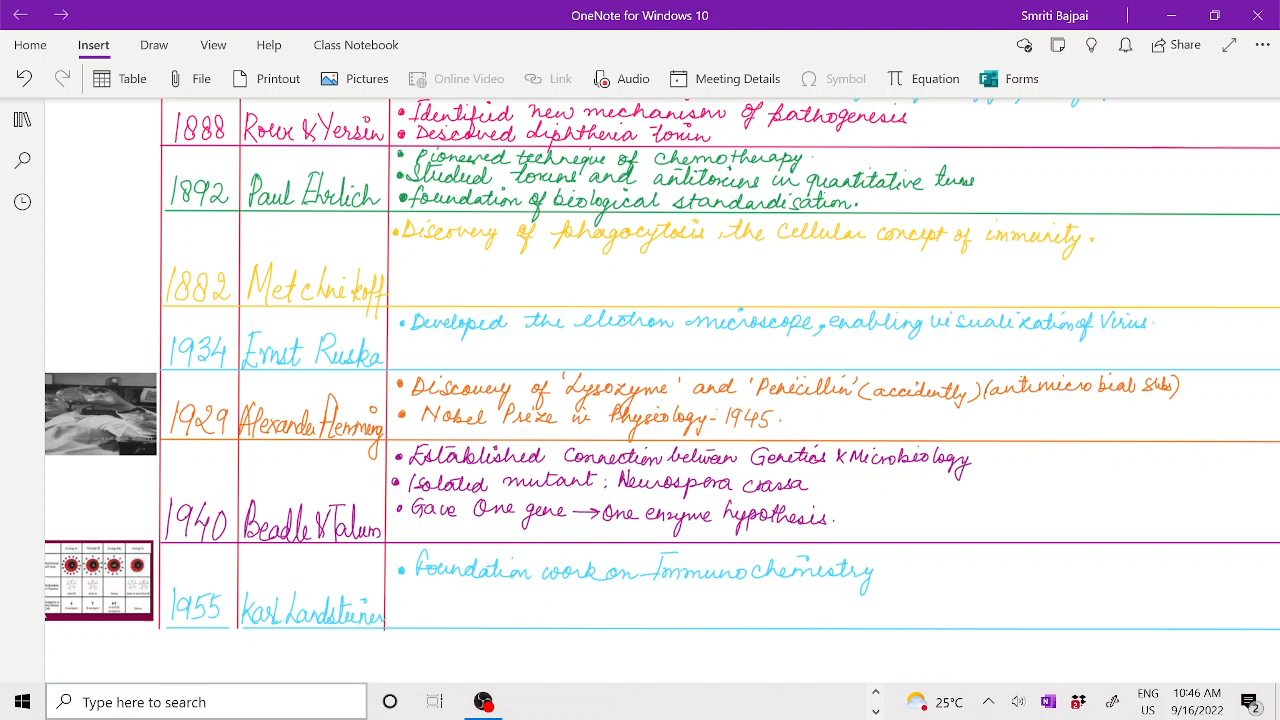 OneNote for Windows 10
Smriti Bajpai
Home Insert Draw View Help Class Notebook Share
Table File Printout Pictures Online Video Link Audio Meeting Details Symbol Equation Forms
1888 Roux & Yersin
• Identified new mechanism of pathogenesis
• Discoved diphtheria toxin
1892 Paul Ehrlich
• Pioneered technique of chemotherapy.
• Studied toxins and antitoxins in quantitative terms
• foundation of biological standardisation.
1882 Metchnikoff
• Discovery of phagocytosis, the cellular concept of immunity.
1934 Ernst Ruska
• Developed the electron microscope, enabling visualization of Virus.
1929 Alexander Flemming
• Discovery of 'Lysozyme' and 'Penicillin' (accidently) (antimicrobial subs)
• Nobel Prize in Physiology - 1945.
1940 Beadle & Tatum
• Established connection between Genetics & Microbiology
• Isolated mutant: Neurospora crassa
• Gave One gene → One enzyme hypothesis.
1955 Karl Landsteiner
• Foundation work on Immunochemistry
Type here to search
25°C
ENG
10:46 AM
9/16/2022
2